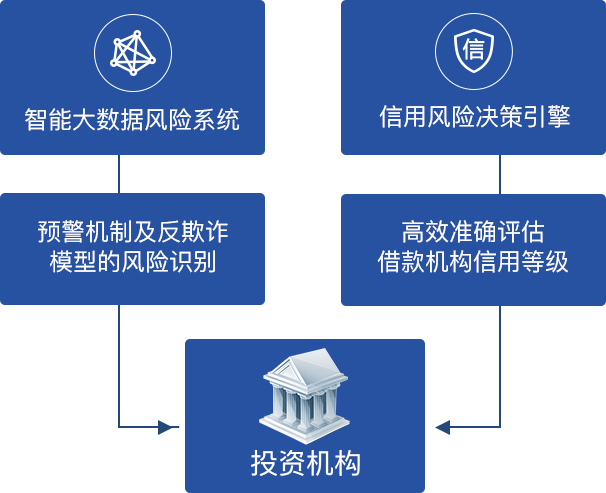 智能大数据风险系统
预警机制及反欺诈
模型的风险识别
信
信用风险决策引擎
高效准确评估
借款机构信用等级
投资机构